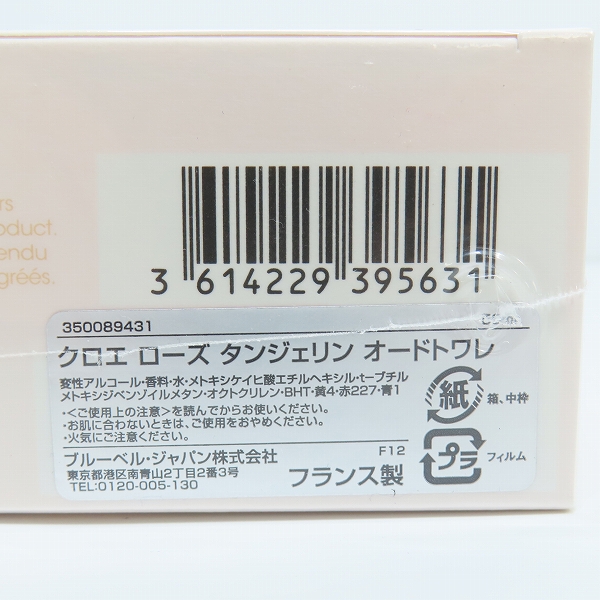 rs
oduct.
endu
gréés.
3 614229 395631
350089431
クロエ ローズ タンジェリン オードトワレ
変性アルコール・香料・水・メトキシケイヒ酸エチルヘキシル・t-ブチル
メトキシジベンゾイルメタン・オクトクリレン・BHT・黄4・赤227・青1
・<ご使用上の注意>を読んでからお使いください。
・お肌に合わないときは、ご使用をおやめください。
・火気にご注意ください。
ブルーベル・ジャパン株式会社
F12
東京都港区南青山2丁目2番3号
TEL:0120-005-130
フランス製
紙
箱、中枠
プラ
フィルム